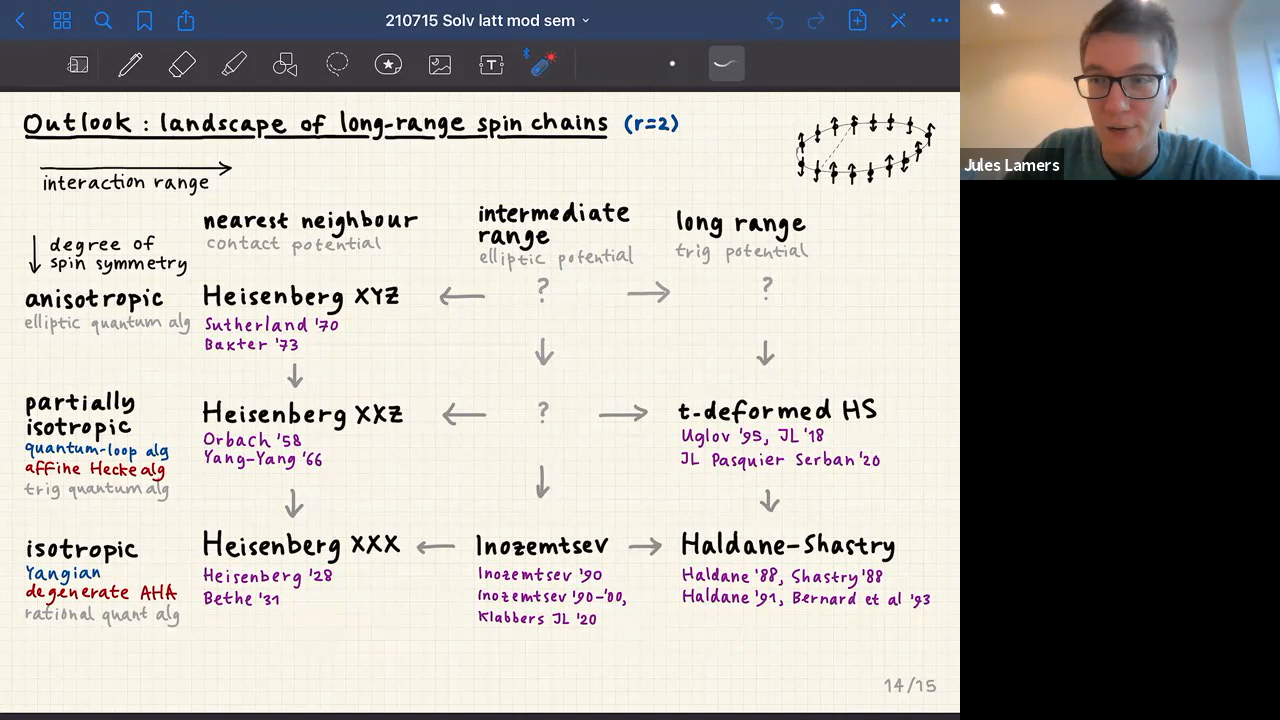 210715 Solv latt mod sem
Jules Lamers
Outlook : landscape of long-range spin chains (r=2)
interaction range
nearest neighbour
contact potential
intermediate
range
elliptic potential
long range
trig potential
degree of
spin symmetry
anisotropic
elliptic quantum alg
Heisenberg XYZ
Sutherland '70
Baxter '73
?
?
partially
isotropic
quantum-loop alg
affine Hecke alg
trig quantum alg
Heisenberg XXZ
Orbach '58
Yang-Yang '66
?
t-deformed HS
Uglov '95, JL '18
JL Pasquier Serban '20
isotropic
Yangian
degenerate AHA
rational quant alg
Heisenberg XXX
Heisenberg '28
Bethe '31
Inozemtsev
Inozemtsev '90
Inozemtsev '90-'00,
Klabbers JL '20
Haldane-Shastry
Haldane '88, Shastry '88
Haldane '91, Bernard et al '93
14/15